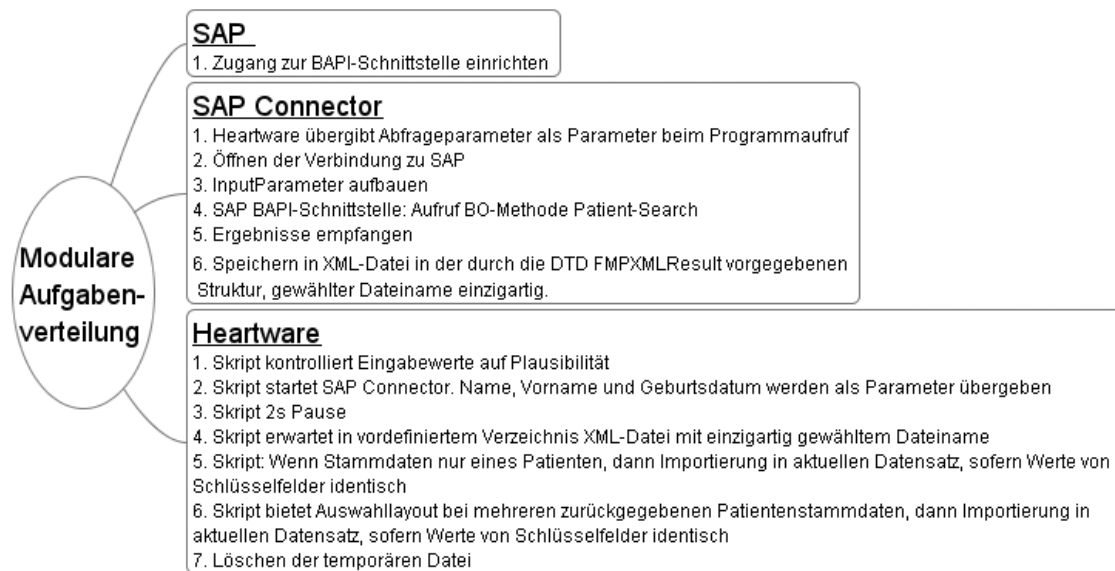 Modulare
Aufgaben-
verteilung
SAP
1. Zugang zur BAPI-Schnittstelle einrichten
SAP Connector
1. Heartware übergibt Abfrageparameter als Parameter beim Programmaufruf
2. Öffnen der Verbindung zu SAP
3. InputParameter aufbauen
4. SAP BAPI-Schnittstelle: Aufruf BO-Methode Patient-Search
5. Ergebnisse empfangen
6. Speichern in XML-Datei in der durch die DTD FMPXMLResult vorgegebenen
Struktur, gewählter Dateiname einzigartig.
Heartware
1. Skript kontrolliert Eingabewerte auf Plausibilität
2. Skript startet SAP Connector. Name, Vorname und Geburtsdatum werden als Parameter übergeben
3. Skript 2s Pause
4. Skript erwartet in vordefiniertem Verzeichnis XML-Datei mit einzigartig gewähltem Dateiname
5. Skript: Wenn Stammdaten nur eines Patienten, dann Importierung in aktuellen Datensatz, sofern Werte von
Schlüsselfelder identisch
6. Skript bietet Auswahllayout bei mehreren zurückgegebenen Patientenstammdaten, dann Importierung in
aktuellen Datensatz, sofern Werte von Schlüsselfelder identisch
7. Löschen der temporären Datei